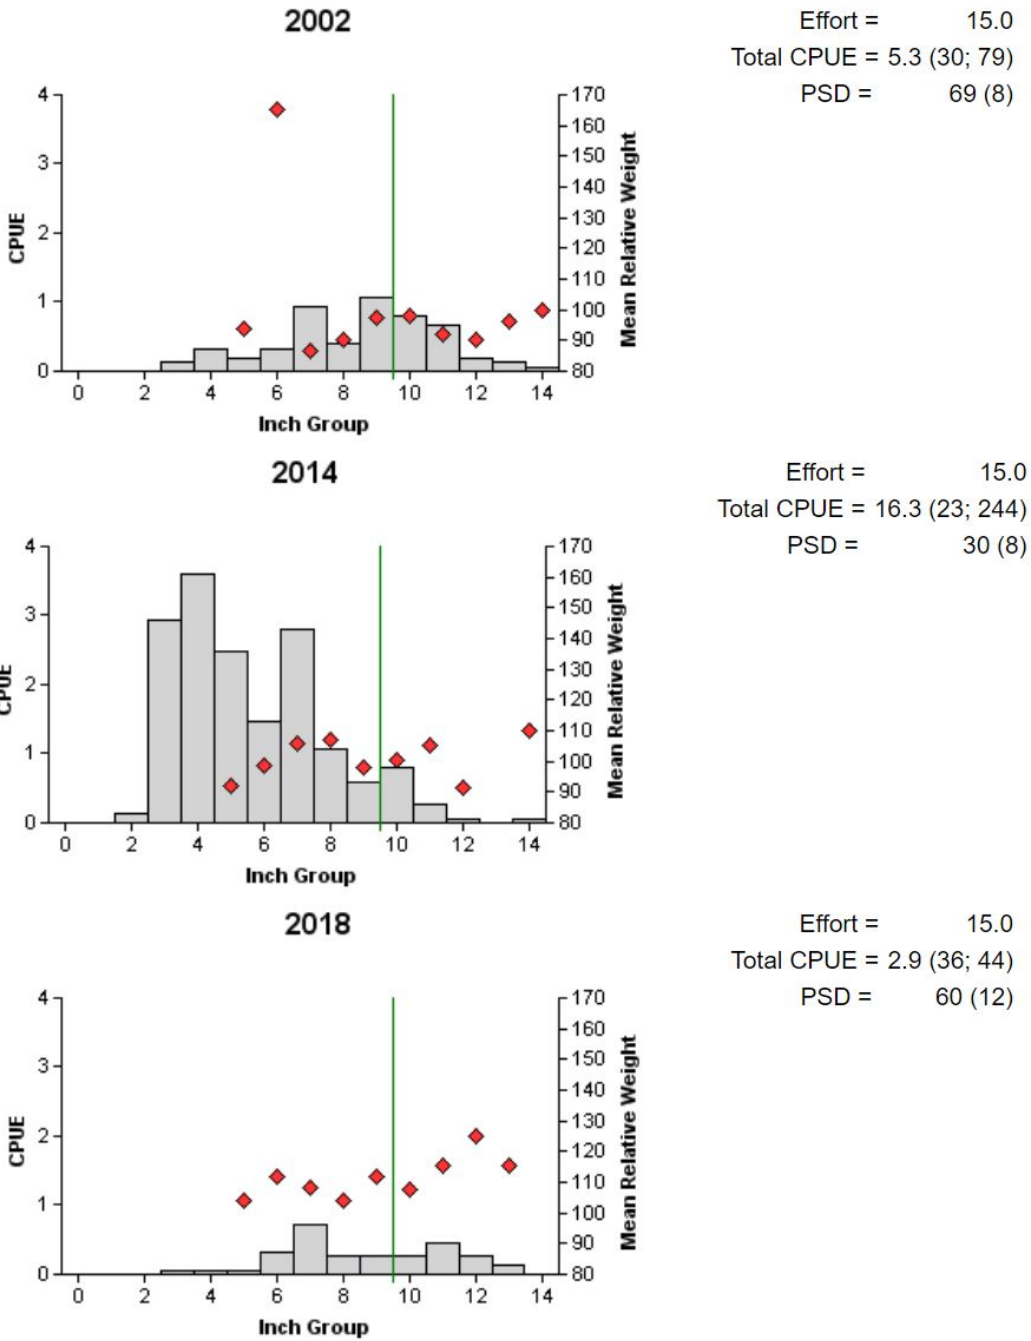 2002
Effort = 15.0
Total CPUE = 5.3 (30; 79)
PSD = 69 (8)
4 170
160
3 150
140
2 130
120
1 110
100
90
0 80
CPUE
Mean Relative Weight
0 2 4 6 8 10 12 14
Inch Group
2014
Effort = 15.0
Total CPUE = 16.3 (23; 244)
PSD = 30 (8)
4 170
160
3 150
140
2 130
120
1 110
100
90
0 80
CPUE
Mean Relative Weight
0 2 4 6 8 10 12 14
Inch Group
2018
Effort = 15.0
Total CPUE = 2.9 (36; 44)
PSD = 60 (12)
4 170
160
3 150
140
2 130
120
1 110
100
90
0 80
CPUE
Mean Relative Weight
0 2 4 6 8 10 12 14
Inch Group